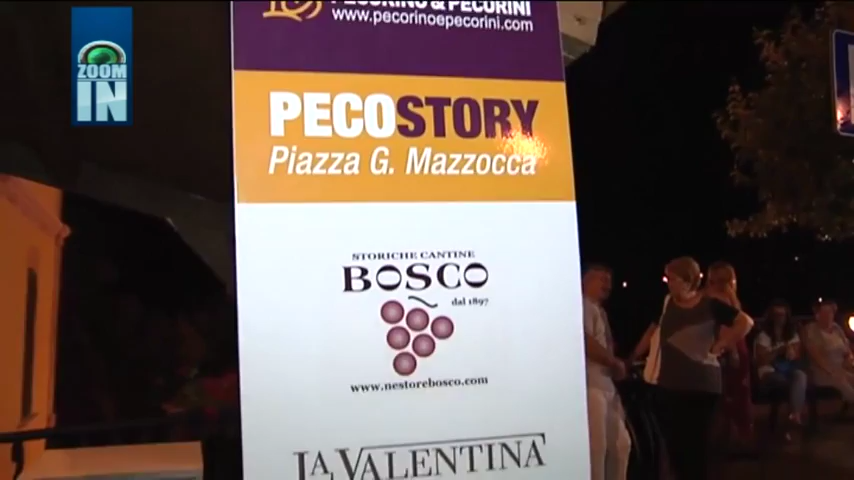 ZOOM
IN
PECORINO & PECORINI
www.pecorinoepecorini.com
PECOSTORY
Piazza G. Mazzocca
STORICHE CANTINE
BOSCO
dal 1897
www.nestorebosco.com
LA VALENTINA